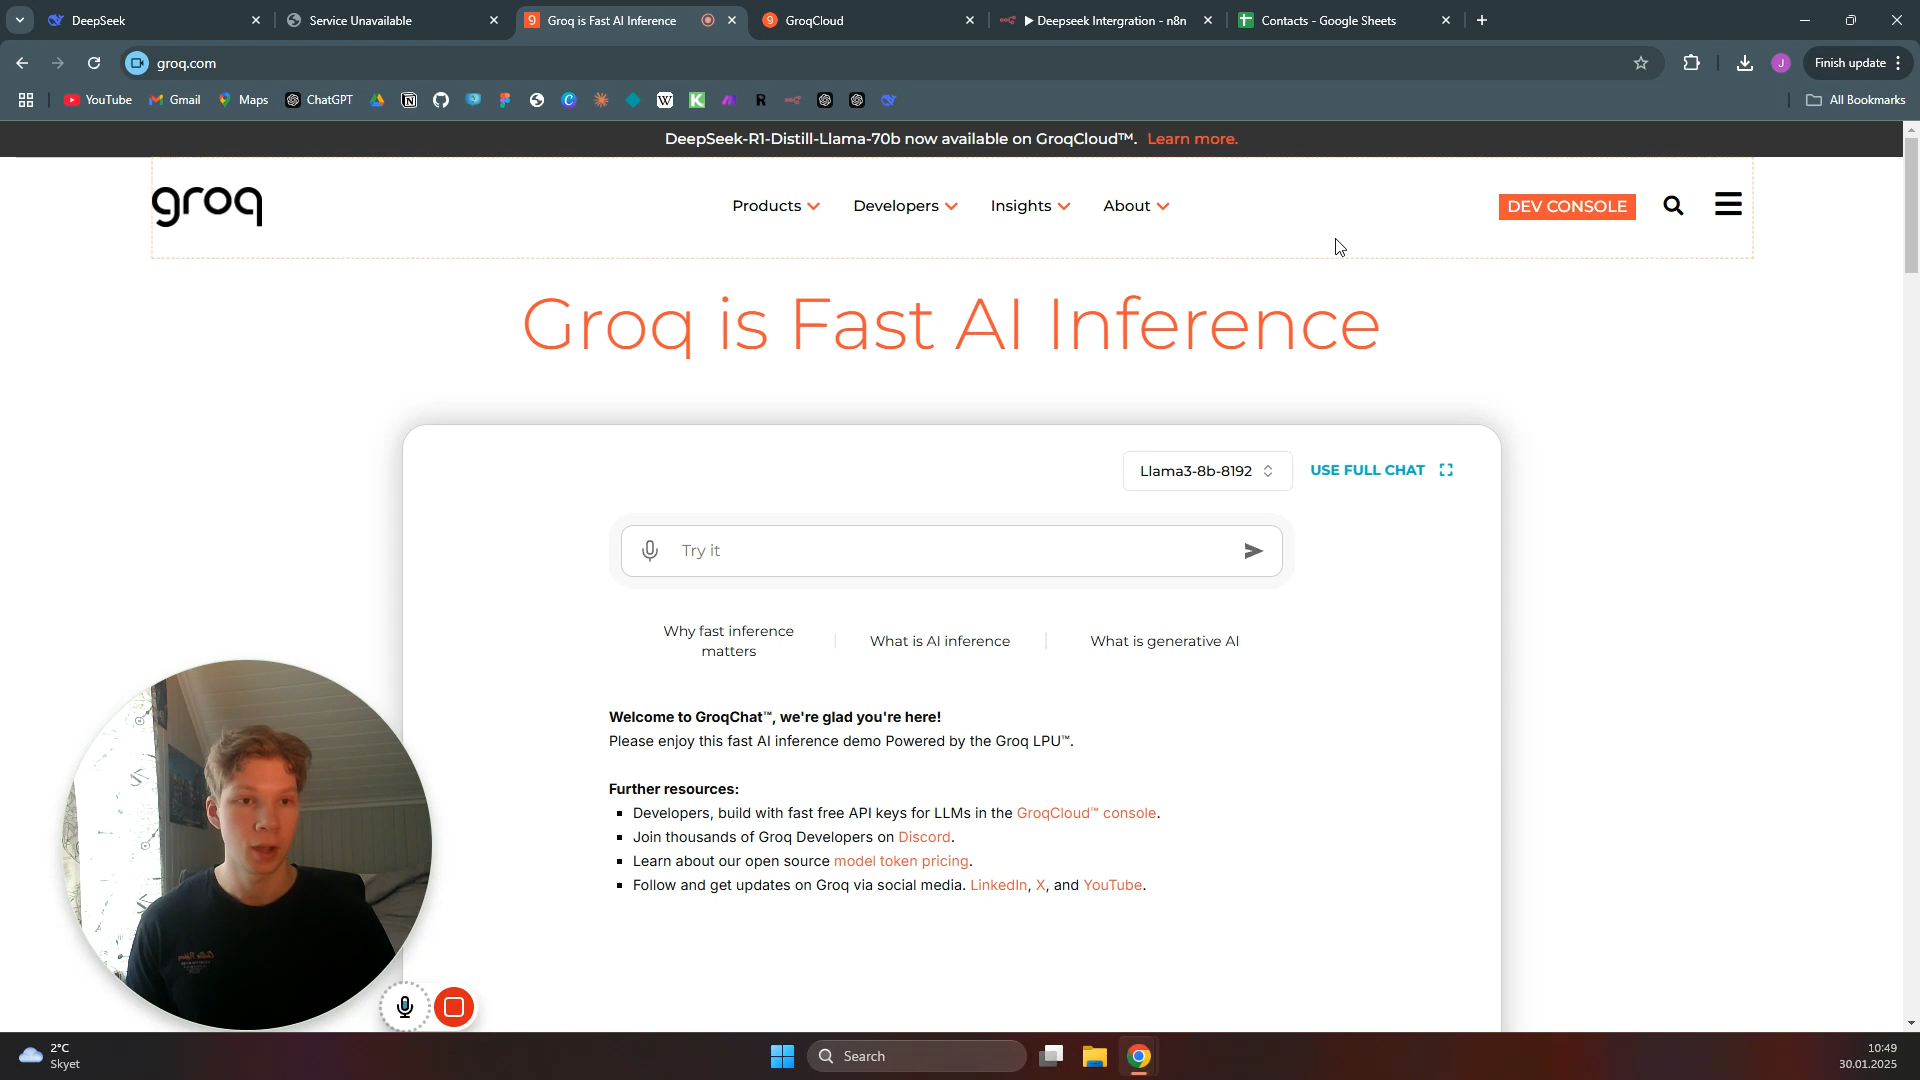 DeepSeek
Service Unavailable
Groq is Fast AI Inference
GroqCloud
▶ Deepseek Intergration - n8n
Contacts - Google Sheets
groq.com
Finish update
J
YouTube
Gmail
Maps
ChatGPT
All Bookmarks
DeepSeek-R1-Distill-Llama-70b now available on GroqCloud™. Learn more.
groq
Products
Developers
Insights
About
DEV CONSOLE
Groq is Fast AI Inference
Llama3-8b-8192
USE FULL CHAT
Try it
Why fast inference
matters
What is AI inference
What is generative AI
Welcome to GroqChat™, we're glad you're here!
Please enjoy this fast AI inference demo Powered by the Groq LPU™.
Further resources:
Developers, build with fast free API keys for LLMs in the GroqCloud™ console.
Join thousands of Groq Developers on Discord.
Learn about our open source model token pricing.
Follow and get updates on Groq via social media. LinkedIn, X, and YouTube.
2°C
Skyet
Search
10:49
30.01.2025